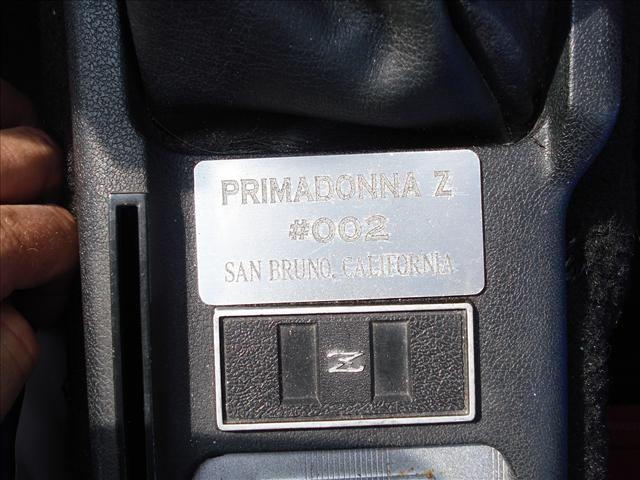 PRIMADONNA Z
#002
SAN BRUNO, CALIFORNIA
Z